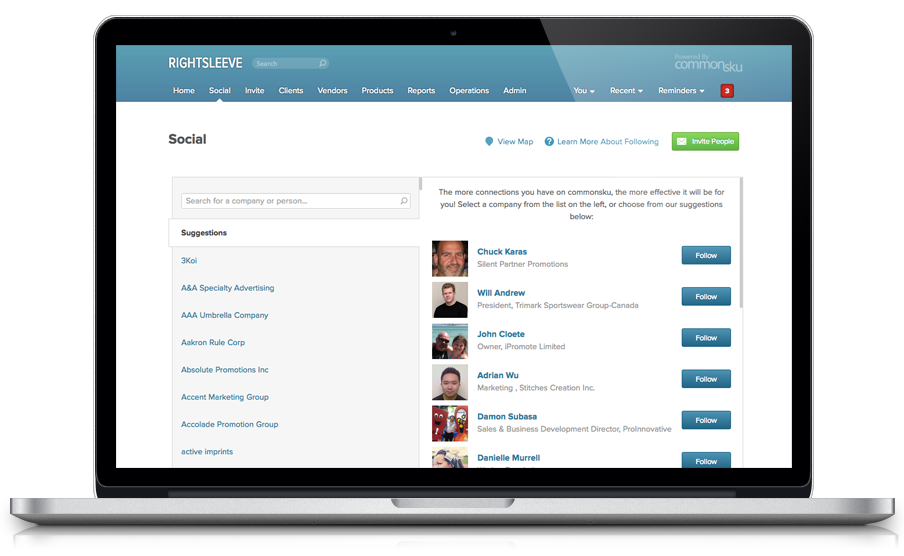 RIGHTSLEEVE
Search
Powered By
commonsku
Home Social Invite Clients Vendors Products Reports Operations Admin You Recent Reminders 3
Social
View Map
? Learn More About Following
Invite People
Search for a company or person...
Suggestions
3Koi
A&A Specialty Advertising
AAA Umbrella Company
Aakron Rule Corp
Absolute Promotions Inc
Accent Marketing Group
Accolade Promotion Group
active imprints
The more connections you have on commonsku, the more effective it will be for
you! Select a company from the list on the left, or choose from our suggestions
below:
Chuck Karas
Silent Partner Promotions
Follow
Will Andrew
President, Trimark Sportswear Group-Canada
Follow
John Cloete
Owner, iPromote Limited
Follow
Adrian Wu
Marketing , Stitches Creation Inc.
Follow
Damon Subasa
Sales & Business Development Director, ProInnovative
Follow
Danielle Murrell
Follow